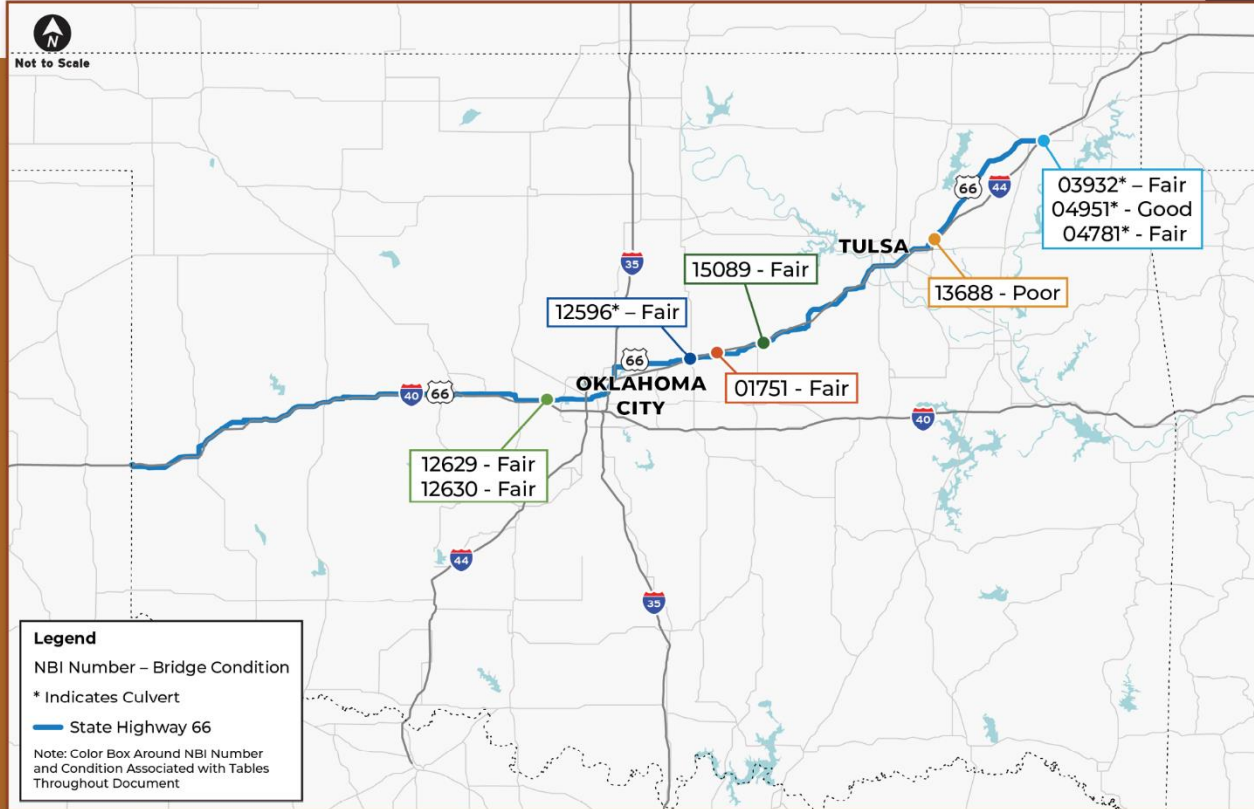 N
Not to Scale
66
44
03932* – Fair
04951* - Good
04781* - Fair
TULSA
35
15089 - Fair
13688 - Poor
12596* – Fair
66
01751 - Fair
OKLAHOMA
CITY
40
66
40
12629 - Fair
12630 - Fair
44
35
Legend
NBI Number – Bridge Condition
* Indicates Culvert
State Highway 66
Note: Color Box Around NBI Number
and Condition Associated with Tables
Throughout Document